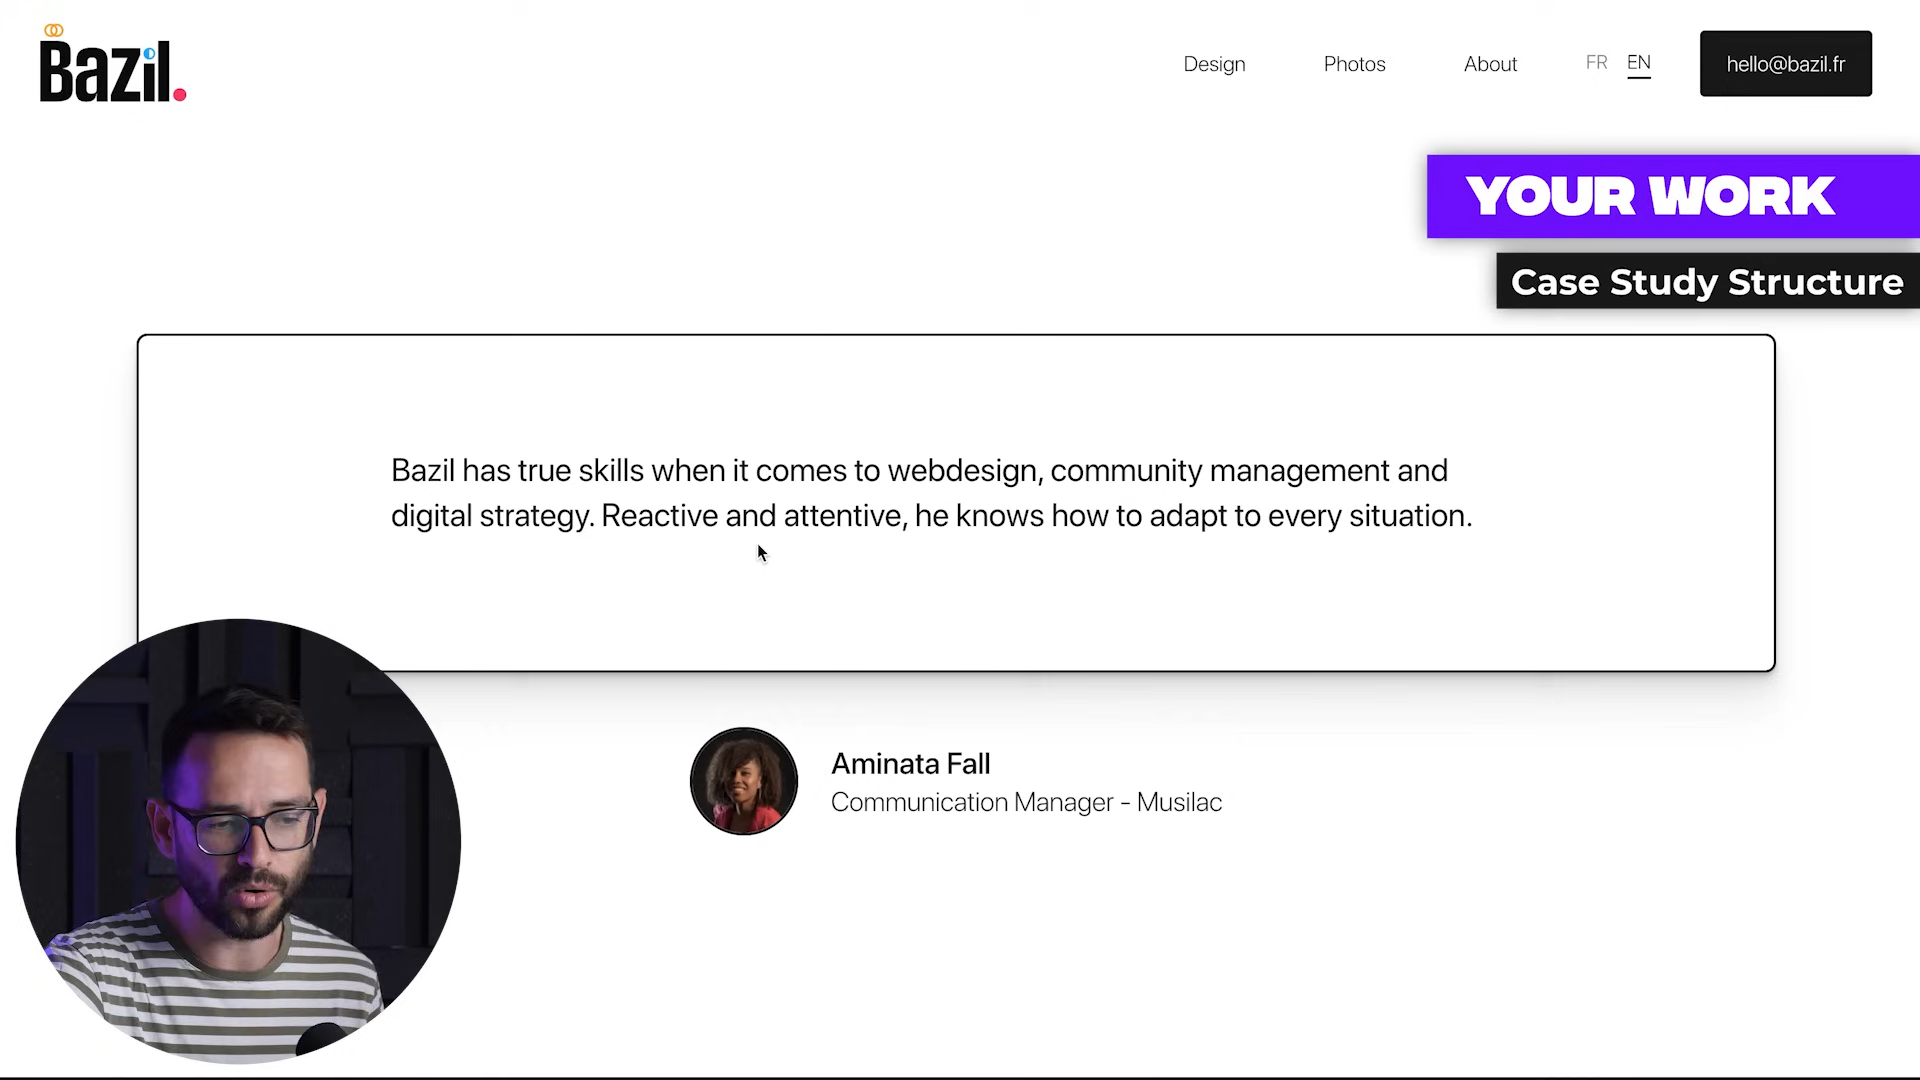 Bazil.
Design
Photos
About
FR
EN
hello@bazil.fr
YOUR WORK
Case Study Structure
Bazil has true skills when it comes to webdesign, community management and
digital strategy. Reactive and attentive, he knows how to adapt to every situation.
Aminata Fall
Communication Manager - Musilac